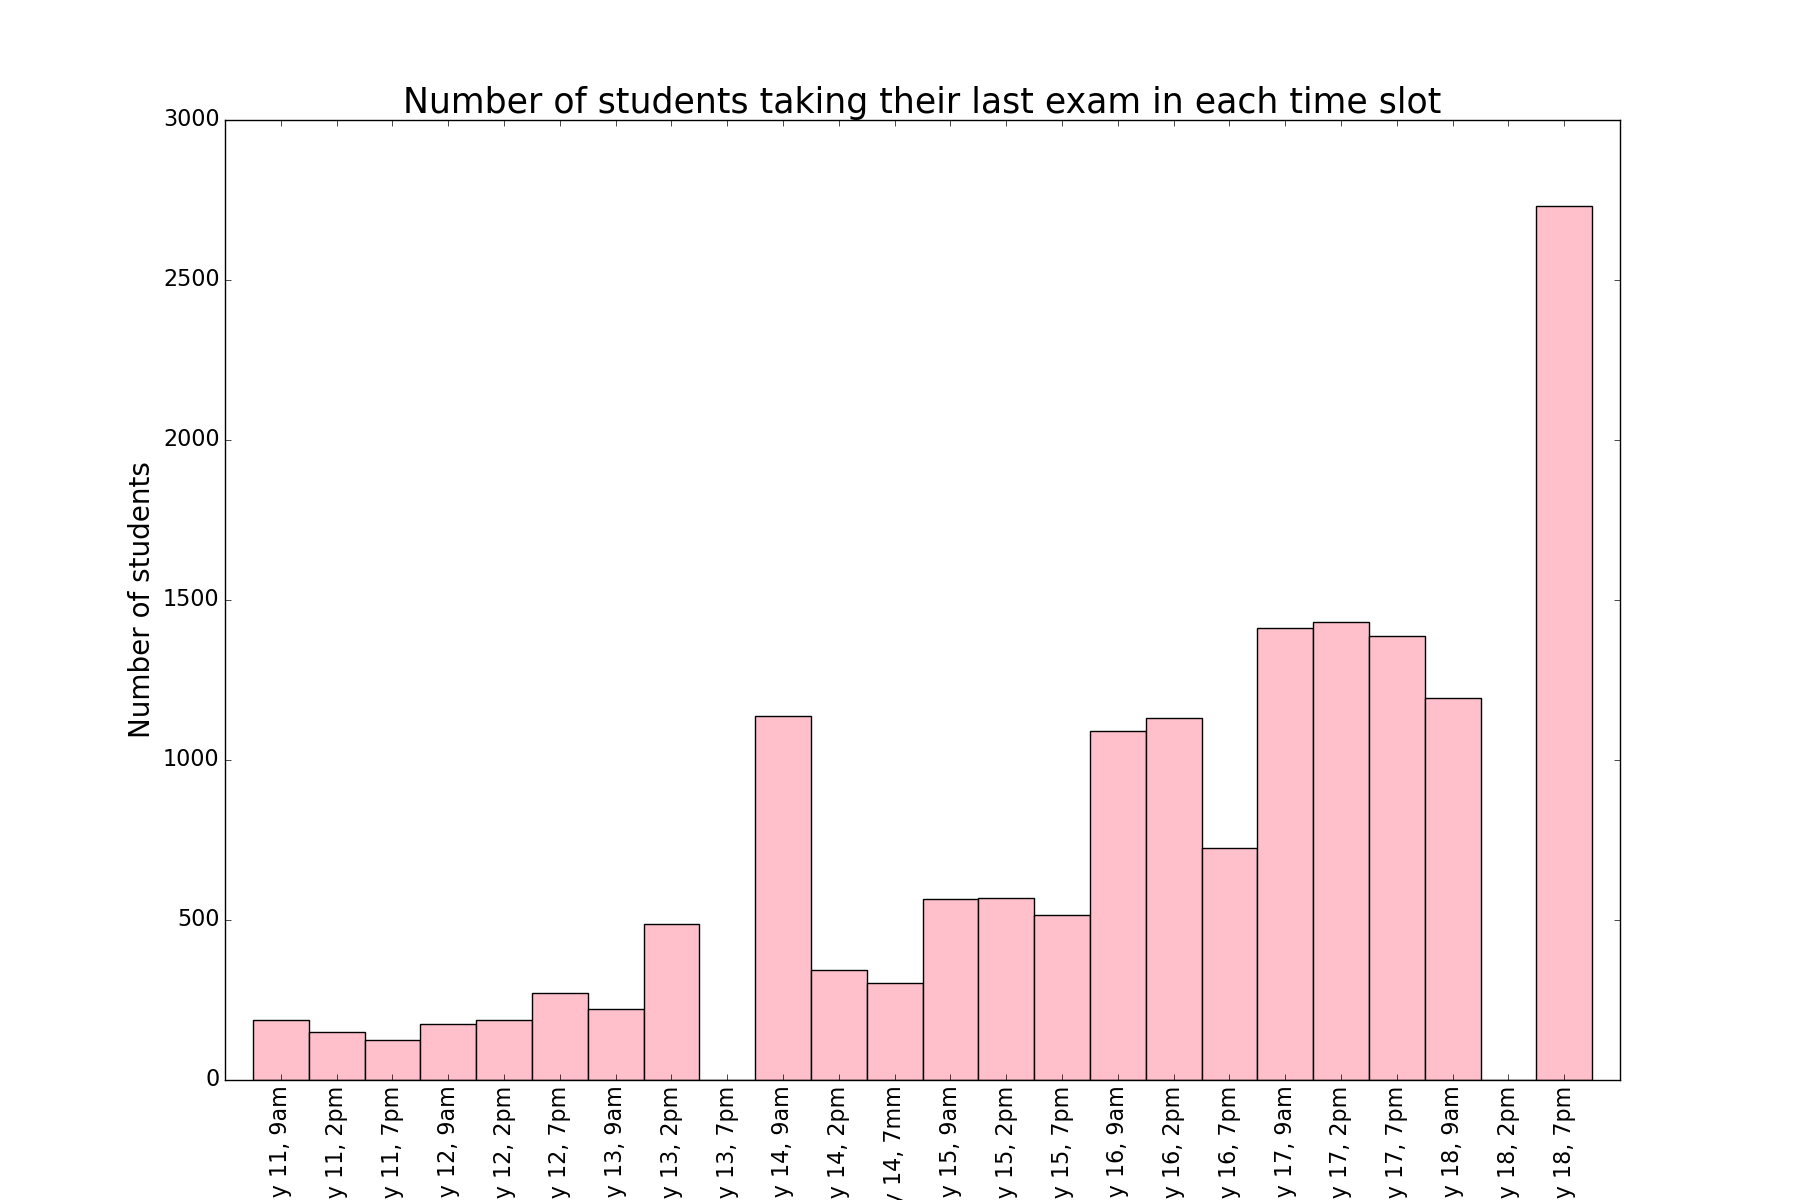 Number of students taking their last exam in each time slot
3000
2500
2000
1500
1000
500
0
Number of students
y 11, 9am
y 11, 2pm
y 11, 7pm
y 12, 9am
y 12, 2pm
y 12, 7pm
y 13, 9am
y 13, 2pm
y 13, 7pm
y 14, 9am
y 14, 2pm
y 14, 7mm
y 15, 9am
y 15, 2pm
y 15, 7pm
y 16, 9am
y 16, 2pm
y 16, 7pm
y 17, 9am
y 17, 2pm
y 17, 7pm
y 18, 9am
y 18, 2pm
y 18, 7pm